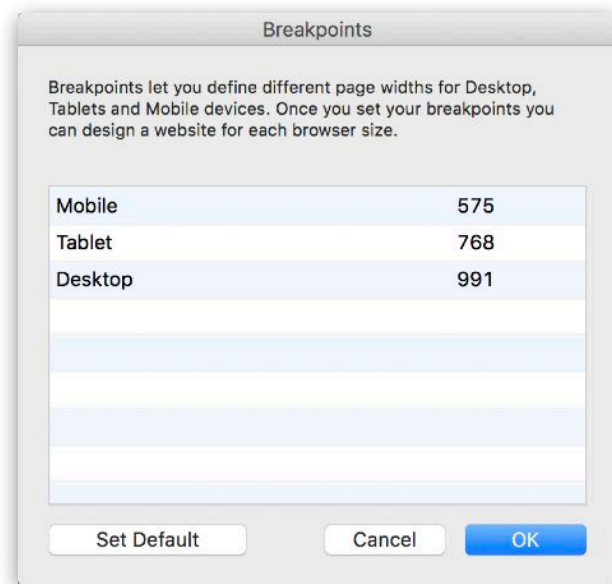 Breakpoints
Breakpoints let you define different page widths for Desktop,
Tablets and Mobile devices. Once you set your breakpoints you
can design a website for each browser size.
Mobile 575
Tablet 768
Desktop 991
Set Default Cancel OK